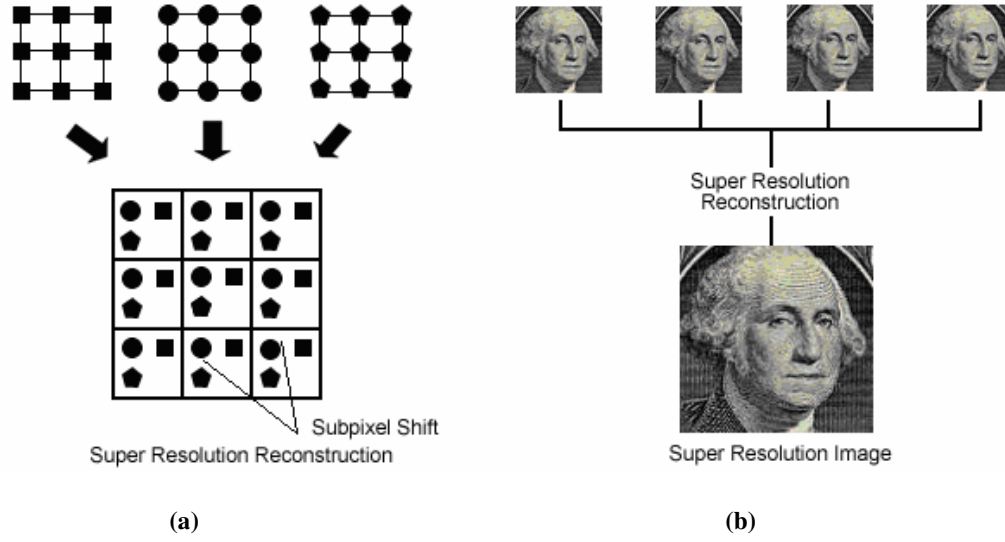 Subpixel Shift
Super Resolution Reconstruction
(a)
Super Resolution
Reconstruction
Super Resolution Image
(b)